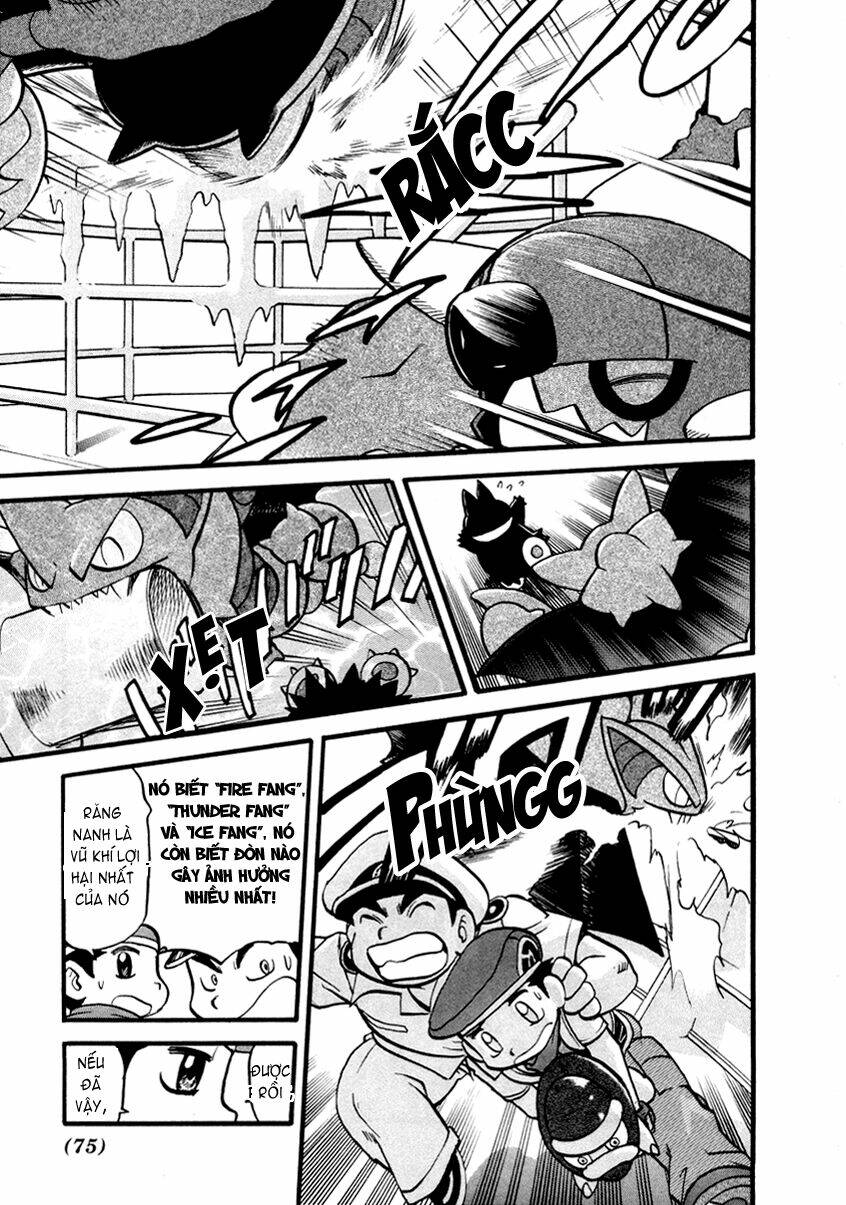 RẮCC
XẸT
PHỪNGG
NÓ BIẾT "FIRE FANG",
"THUNDER FANG"
VÀ "ICE FANG", NÓ
CÒN BIẾT ĐÒN NÀO
GÂY ẢNH HƯỞNG
NHIỀU NHẤT!
RĂNG
NANH LÀ
VŨ KHÍ LỢI
HẠI NHẤT
CỦA NÓ
ĐƯỢC
RỒI
NẾU
ĐÃ
VẬY,
(75)